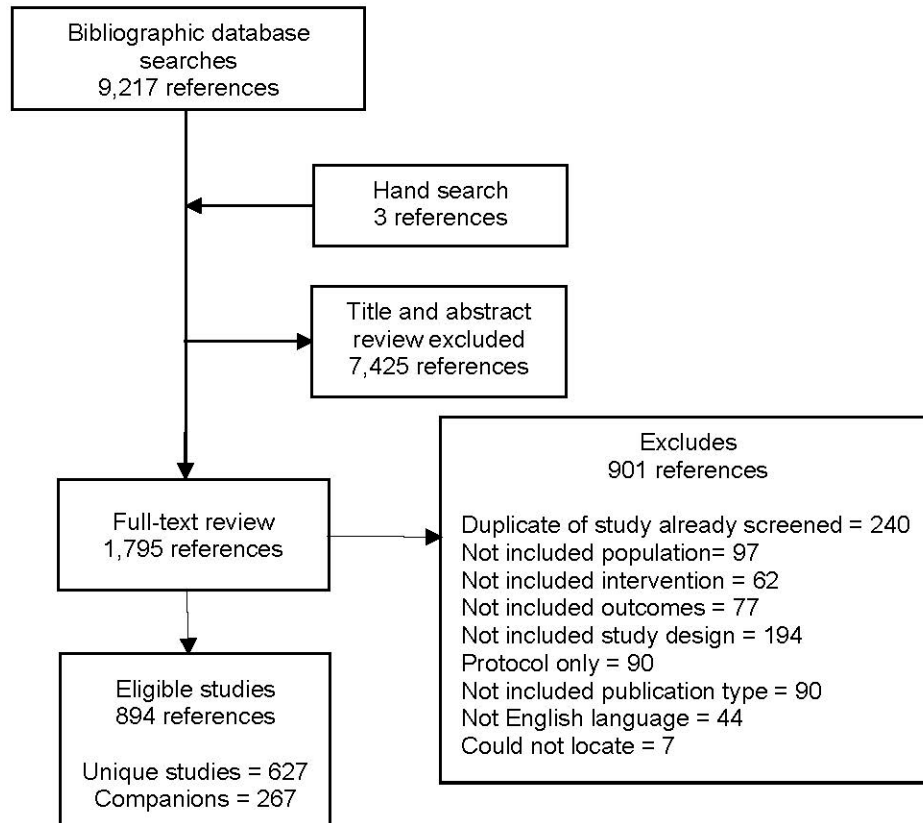 Bibliographic database
searches
9,217 references
Hand search
3 references
Title and abstract
review excluded
7,425 references
Full-text review
1,795 references
Excludes
901 references
Duplicate of study already screened = 240
Not included population= 97
Not included intervention = 62
Not included outcomes = 77
Not included study design = 194
Protocol only = 90
Not included publication type = 90
Not English language = 44
Could not locate = 7
Eligible studies
894 references
Unique studies = 627
Companions = 267